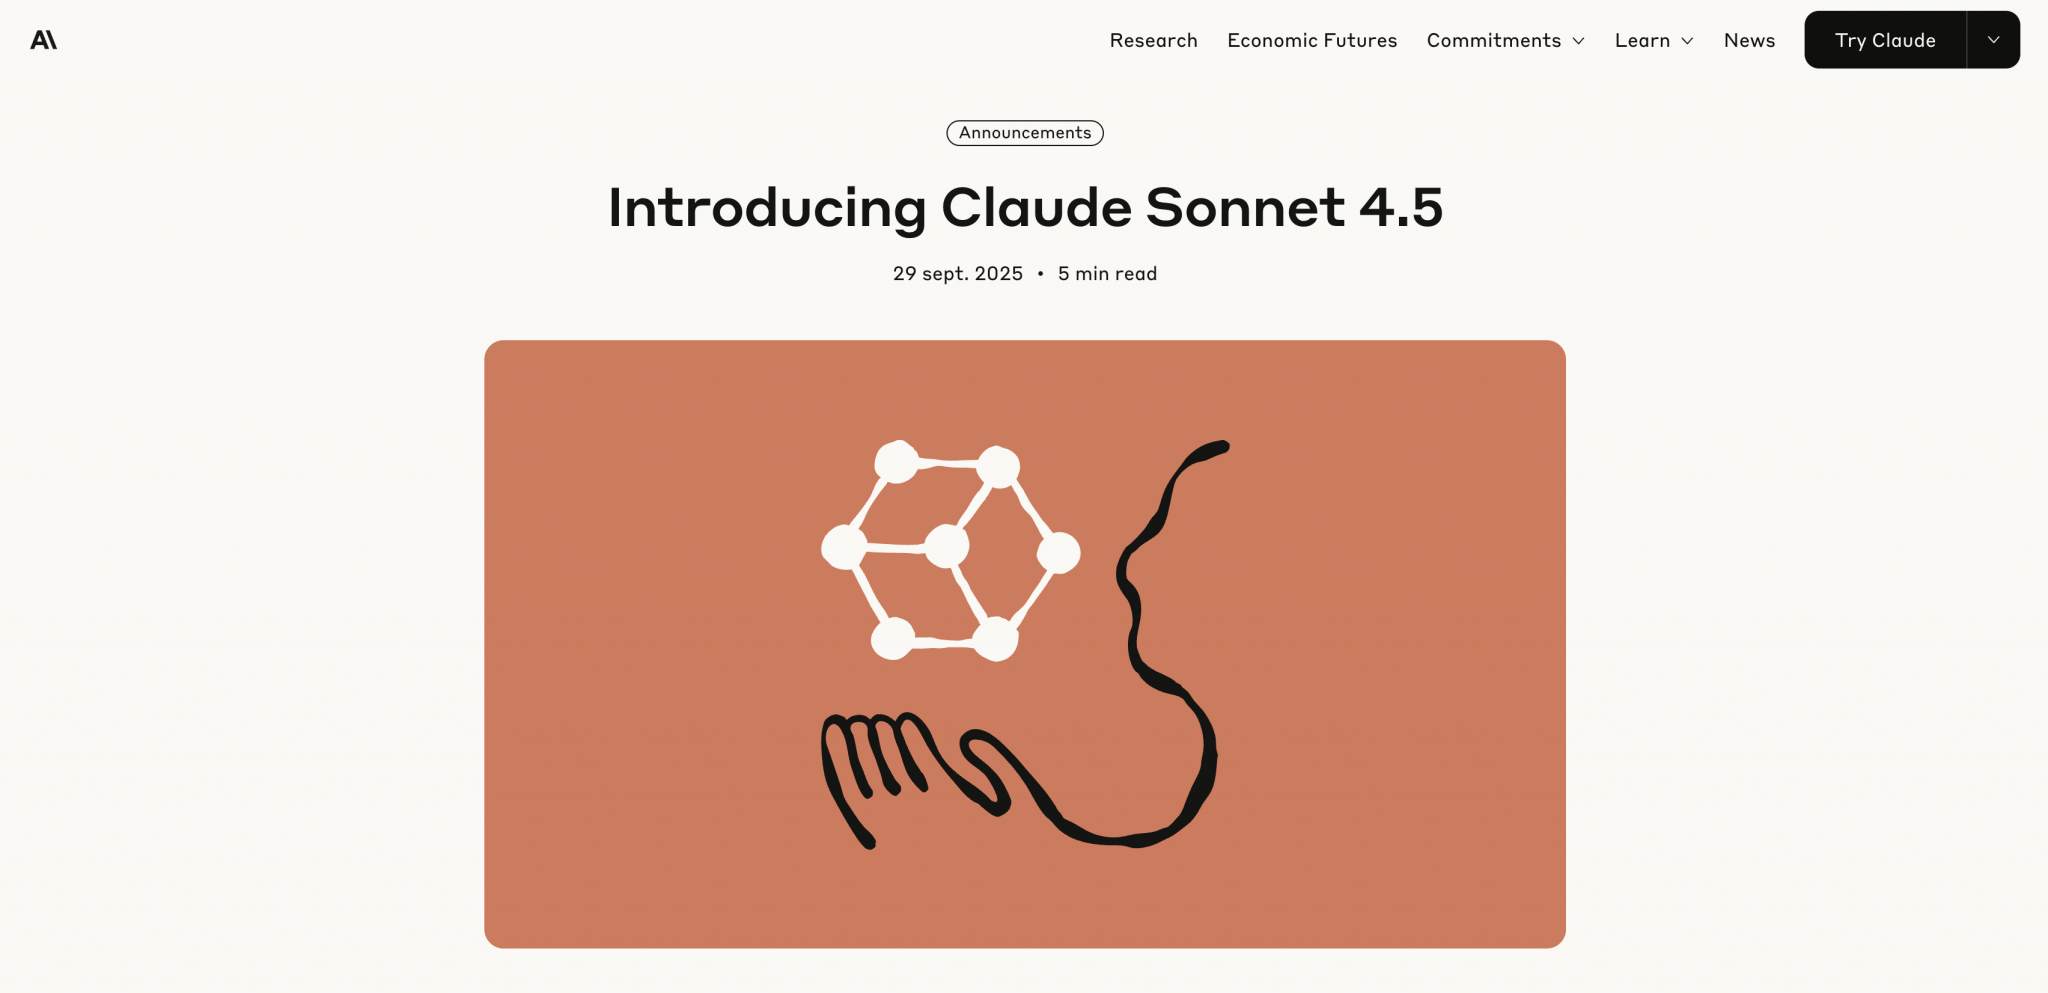 AI
Research
Economic Futures
Commitments
Learn
News
Try Claude
Announcements
Introducing Claude Sonnet 4.5
29 sept. 2025 • 5 min read